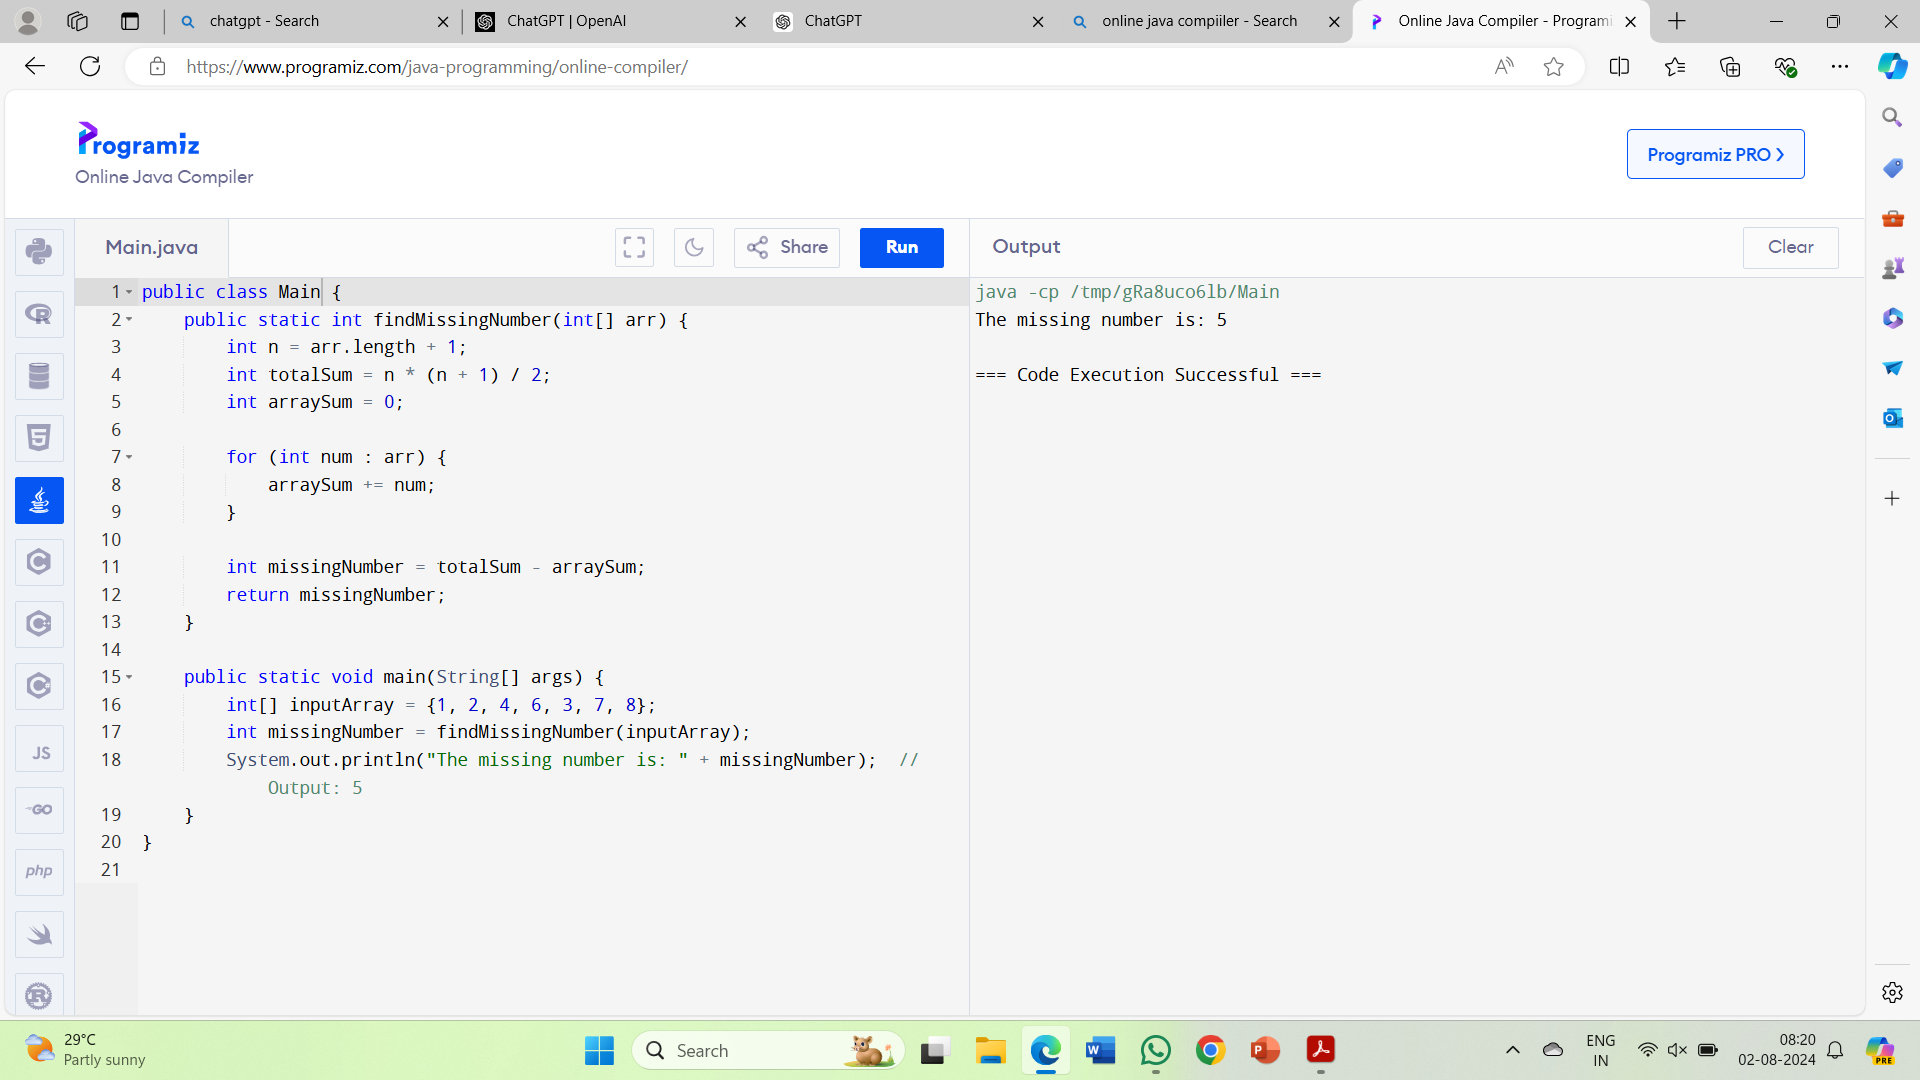 chatgpt - Search
ChatGPT | OpenAI
ChatGPT
online java compiiler - Search
Online Java Compiler - Programi
https://www.programiz.com/java-programming/online-compiler/
Programiz
Online Java Compiler
Programiz PRO >
Main.java
Share
Run
Output
Clear
1 public class Main {
2     public static int findMissingNumber(int[] arr) {
3         int n = arr.length + 1;
4         int totalSum = n * (n + 1) / 2;
5         int arraySum = 0;
6
7         for (int num : arr) {
8             arraySum += num;
9         }
10
11         int missingNumber = totalSum - arraySum;
12         return missingNumber;
13     }
14
15     public static void main(String[] args) {
16         int[] inputArray = {1, 2, 4, 6, 3, 7, 8};
17         int missingNumber = findMissingNumber(inputArray);
18         System.out.println("The missing number is: " + missingNumber);  //
            Output: 5
19     }
20 }
21
java -cp /tmp/gRa8uco6lb/Main
The missing number is: 5
=== Code Execution Successful ===
JS
GO
php
29°C
Partly sunny
Search
ENG
IN
08:20
02-08-2024
PRE